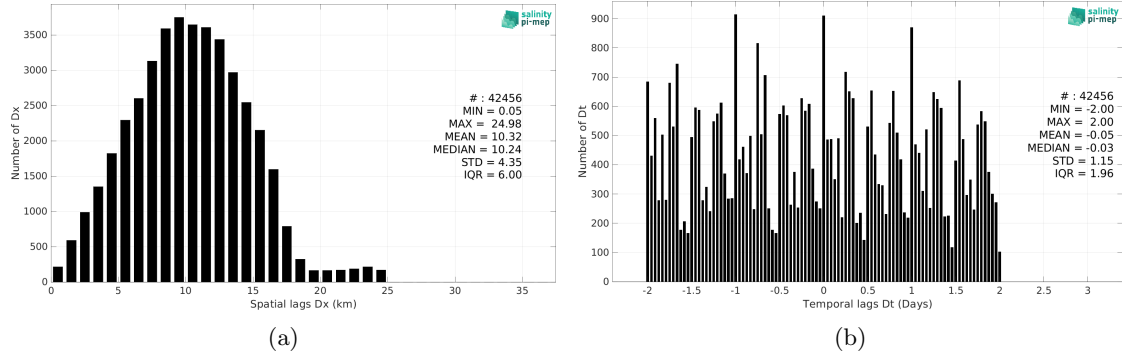 salinity
pi-mep
# : 42456
MIN = 0.05
MAX = 24.98
MEAN = 10.32
MEDIAN = 10.24
STD = 4.35
IQR = 6.00
Number of Dx
3500
3000
2500
2000
1500
1000
500
0
0 5 10 15 20 25 30 35
Spatial lags Dx (km)
(a)
salinity
pi-mep
# : 42456
MIN = -2.00
MAX = 2.00
MEAN = -0.05
MEDIAN = -0.03
STD = 1.15
IQR = 1.96
Number of Dt
900
800
700
600
500
400
300
200
100
0
-2 -1.5 -1 -0.5 0 0.5 1 1.5 2 2.5 3
Temporal lags Dt (Days)
(b)